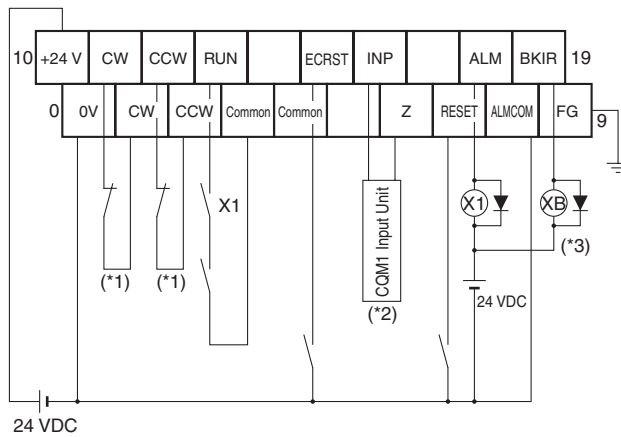 10 +24 V CW CCW RUN ECRST INP ALM BKIR 19
0 0V CW CCW Common Common Z RESET ALMCOM FG 9
X1
X1
XB
(*1)
(*1)
CQM1 Input Unit
(*2)
(*3)
24 VDC
24 VDC